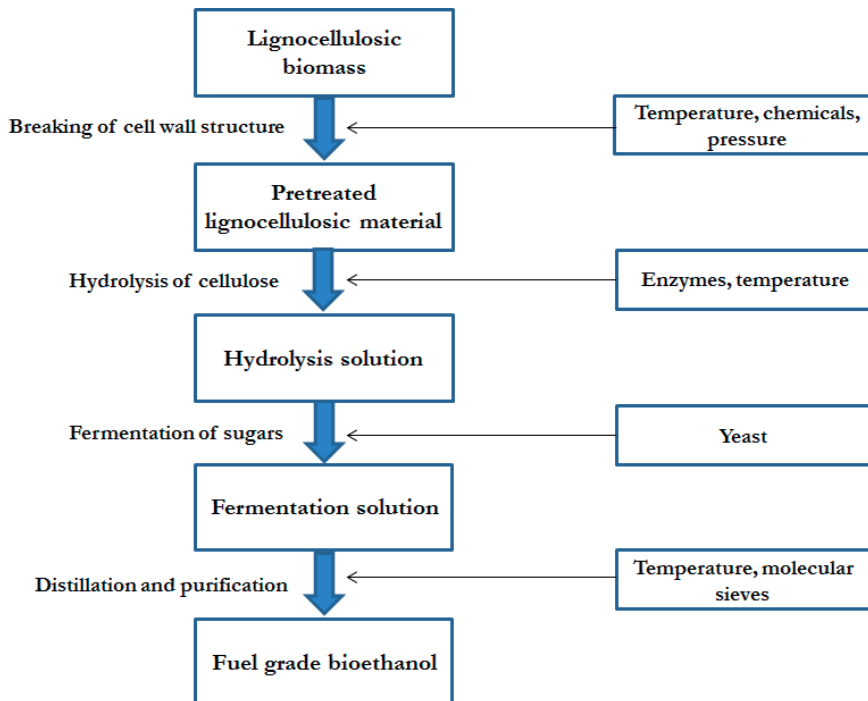 Lignocellulosic
biomass
Breaking of cell wall structure
Temperature, chemicals,
pressure
Pretreated
lignocellulosic material
Hydrolysis of cellulose
Enzymes, temperature
Hydrolysis solution
Fermentation of sugars
Yeast
Fermentation solution
Distillation and purification
Temperature, molecular
sieves
Fuel grade bioethanol